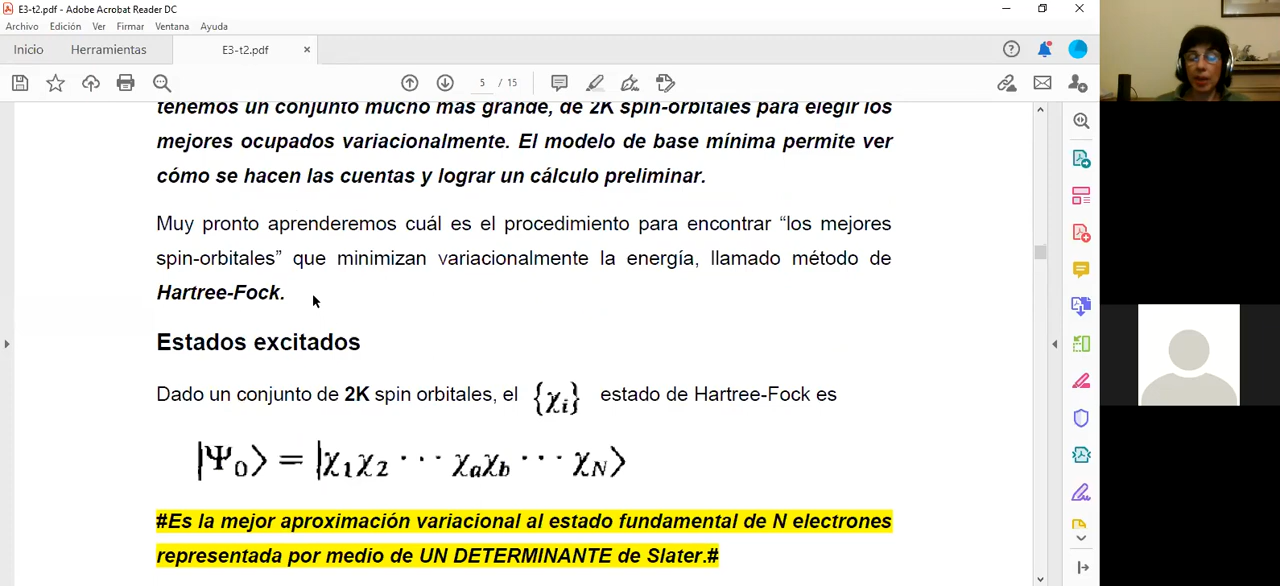 E3-t2.pdf - Adobe Acrobat Reader DC
Archivo Edición Ver Firmar Ventana Ayuda
Inicio Herramientas E3-t2.pdf ×
5 / 15
tenemos un conjunto mucho más grande, de 2K spin-orbitales para elegir los
mejores ocupados variacionalmente. El modelo de base mínima permite ver
cómo se hacen las cuentas y lograr un cálculo preliminar.
Muy pronto aprenderemos cuál es el procedimiento para encontrar “los mejores
spin-orbitales” que minimizan variacionalmente la energía, llamado método de
Hartree-Fock.
Estados excitados
Dado un conjunto de 2K spin orbitales, el {χi} estado de Hartree-Fock es
|Ψ0⟩ = |χ1χ2 ··· χaχb ··· χN⟩
#Es la mejor aproximación variacional al estado fundamental de N electrones
representada por medio de UN DETERMINANTE de Slater.#